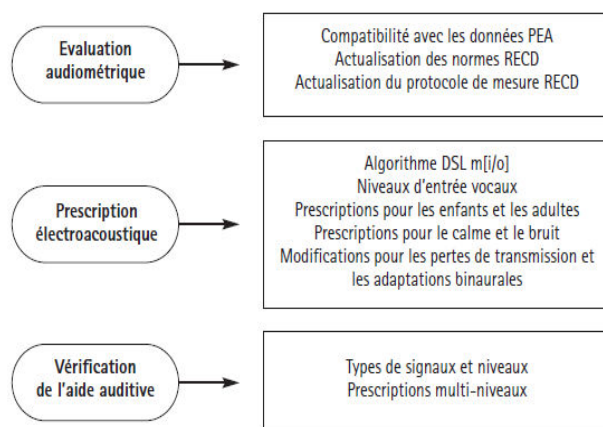 Evaluation
audiométrique
Compatibilité avec les données PEA
Actualisation des normes RECD
Actualisation du protocole de mesure RECD
Prescription
électroacoustique
Algorithme DSL m[i/o]
Niveaux d'entrée vocaux
Prescriptions pour les enfants et les adultes
Prescriptions pour le calme et le bruit
Modifications pour les pertes de transmission et
les adaptations binaurales
Vérification
de l'aide auditive
Types de signaux et niveaux
Prescriptions multi-niveaux